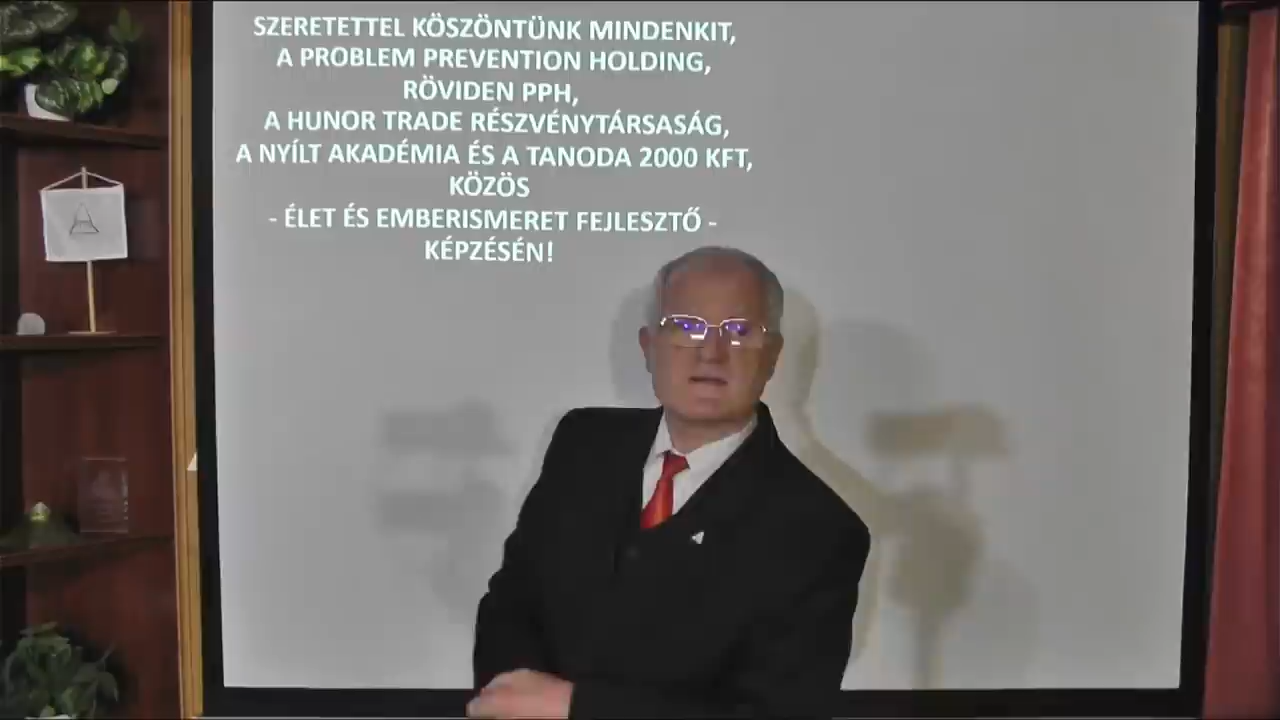 SZERETETTEL KÖSZÖNTÜNK MINDENKIT,
A PROBLEM PREVENTION HOLDING,
RÖVIDEN PPH,
A HUNOR TRADE RÉSZVÉNYTÁRSASÁG,
A NYÍLT AKADÉMIA ÉS A TANODA 2000 KFT,
KÖZÖS
- ÉLET ÉS EMBERISMERET FEJLESZTŐ -
KÉPZÉSÉN!